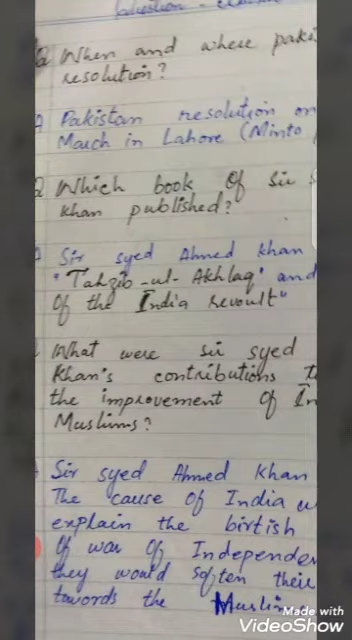 Question -
Q When and where paki
resolution?
A Pakistan resolution on
March in Lahore (Minto
Q Which book Of Sir S
Khan published?
A Sir syed Ahmed Khan
"Tahzib -ul- Akhlaq" and
Of the India revoult"
What were sir syed
Khan's contributions t
the improvement of In
Muslims?
Sir syed Ahmed Khan
The cause of India w
explain the birtish
Of war Of Independe
they would soften their
towords the Muslims
Made with
VideoShow